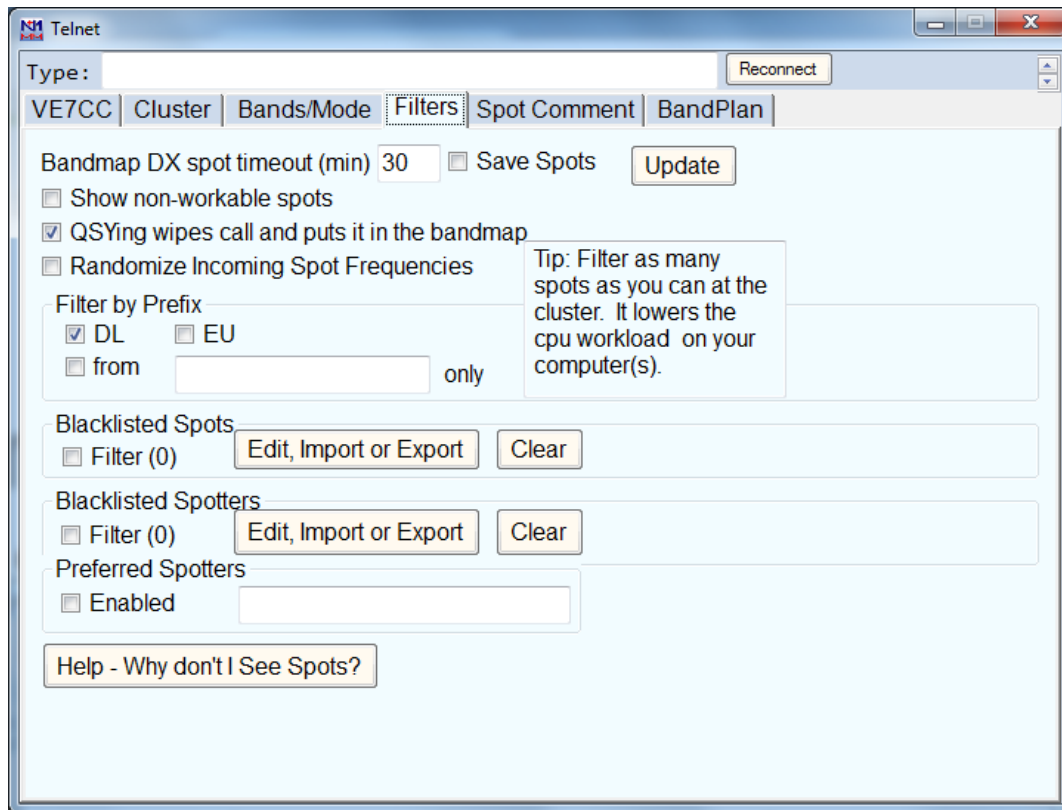 N1MM Telnet
Type: Reconnect
VE7CC Cluster Bands/Mode Filters Spot Comment BandPlan
Bandmap DX spot timeout (min) 30 Save Spots Update
Show non-workable spots
QSYing wipes call and puts it in the bandmap
Randomize Incoming Spot Frequencies
Tip: Filter as many
spots as you can at the
cluster. It lowers the
cpu workload on your
computer(s).
Filter by Prefix
DL EU
from only
Blacklisted Spots
Filter (0) Edit, Import or Export Clear
Blacklisted Spotters
Filter (0) Edit, Import or Export Clear
Preferred Spotters
Enabled
Help - Why don't I See Spots?